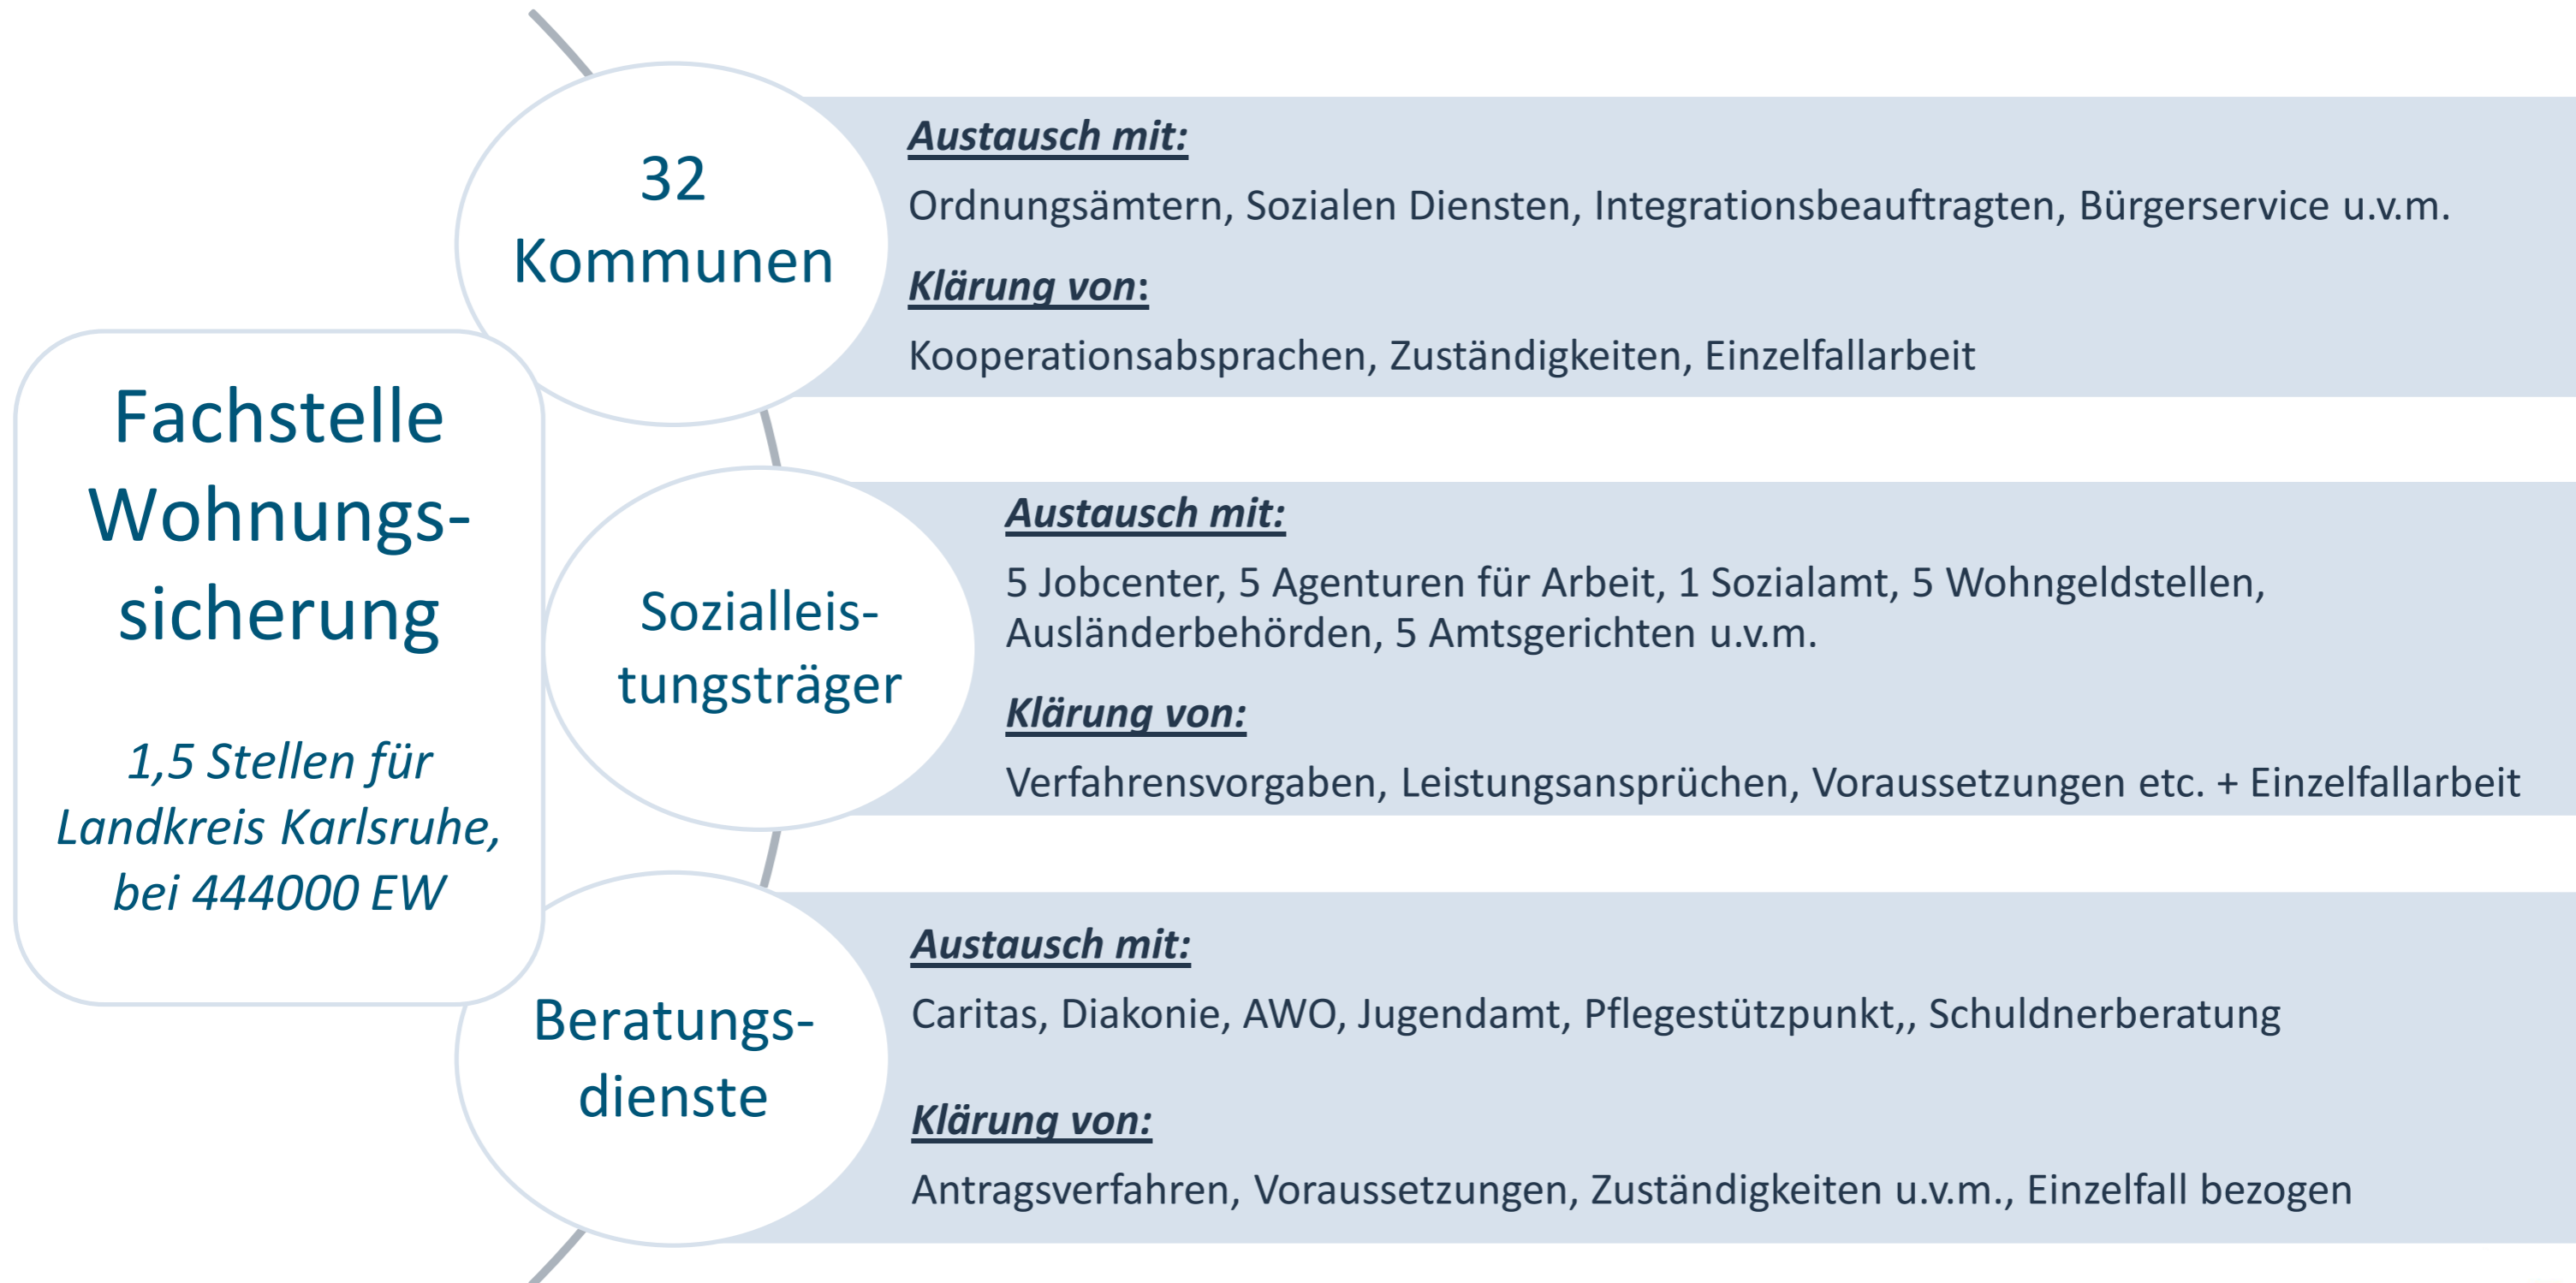 Fachstelle
Wohnungs-
sicherung
1,5 Stellen für
Landkreis Karlsruhe,
bei 444000 EW
32
Kommunen
Austausch mit:
Ordnungsämtern, Sozialen Diensten, Integrationsbeauftragten, Bürgerservice u.v.m.
Klärung von:
Kooperationsabsprachen, Zuständigkeiten, Einzelfallarbeit
Sozialleis-
tungsträger
Austausch mit:
5 Jobcenter, 5 Agenturen für Arbeit, 1 Sozialamt, 5 Wohngeldstellen,
Ausländerbehörden, 5 Amtsgerichten u.v.m.
Klärung von:
Verfahrensvorgaben, Leistungsansprüchen, Voraussetzungen etc. + Einzelfallarbeit
Beratungs-
dienste
Austausch mit:
Caritas, Diakonie, AWO, Jugendamt, Pflegestützpunkt,, Schuldnerberatung
Klärung von:
Antragsverfahren, Voraussetzungen, Zuständigkeiten u.v.m., Einzelfall bezogen